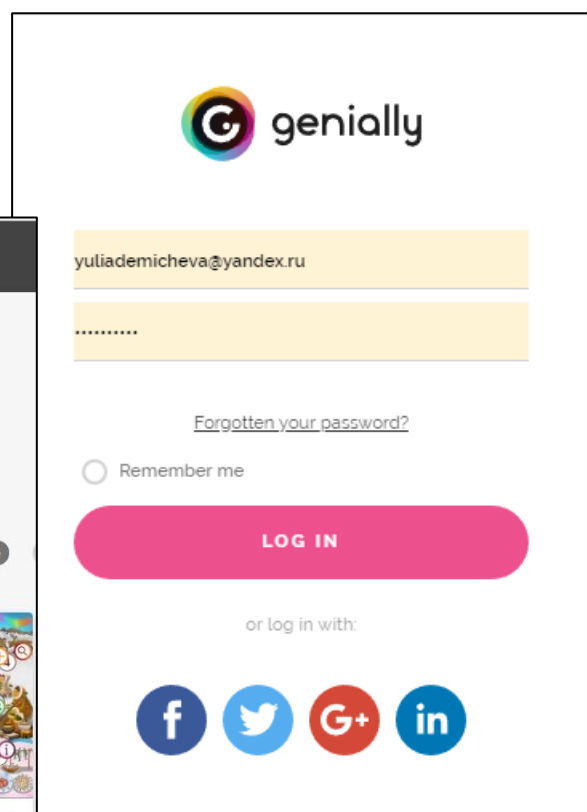 genially
yuliademicheva@yandex.ru
••••••••••
Forgotten your password?
Remember me
LOG IN
or log in with:
f G+ in